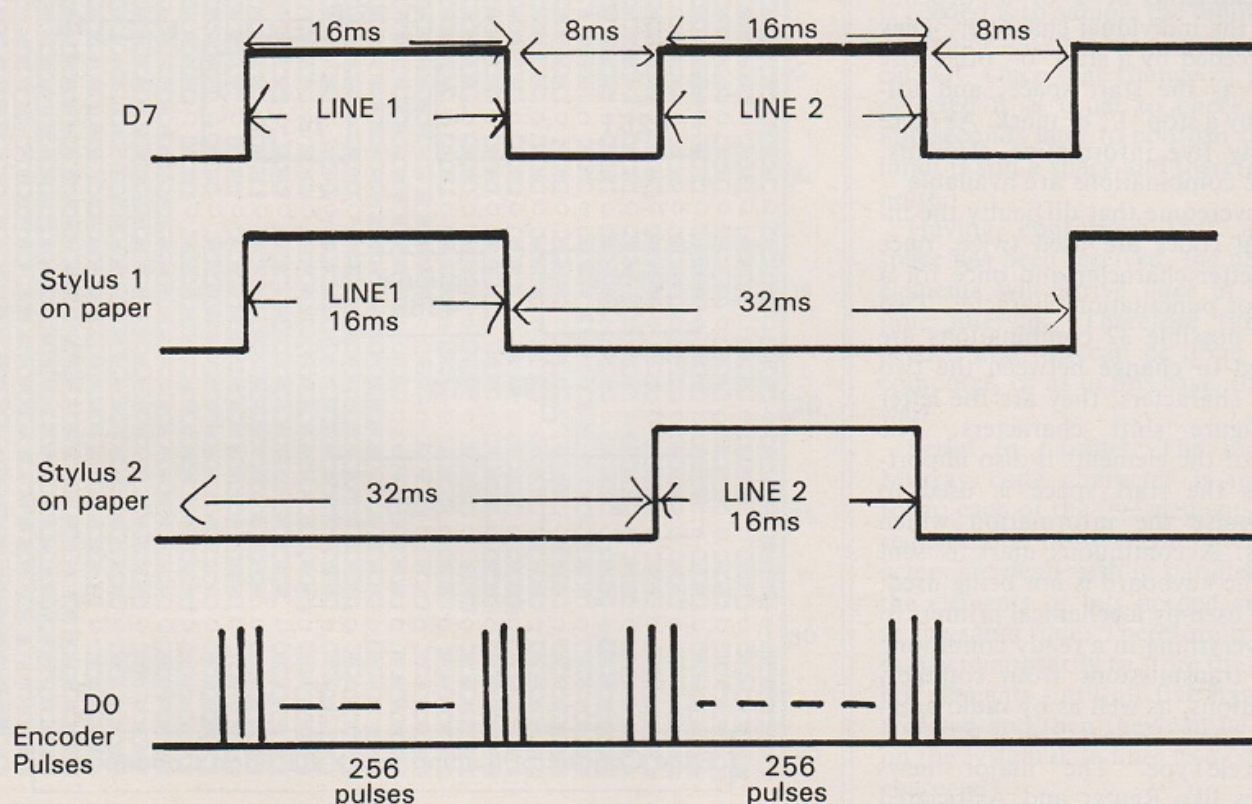 16ms 8ms 16ms 8ms
D7 LINE 1 LINE 2
Stylus 1
on paper
LINE1
16ms
32ms
Stylus 2
on paper
32ms
LINE 2
16ms
D0
Encoder
Pulses
256
pulses
256
pulses